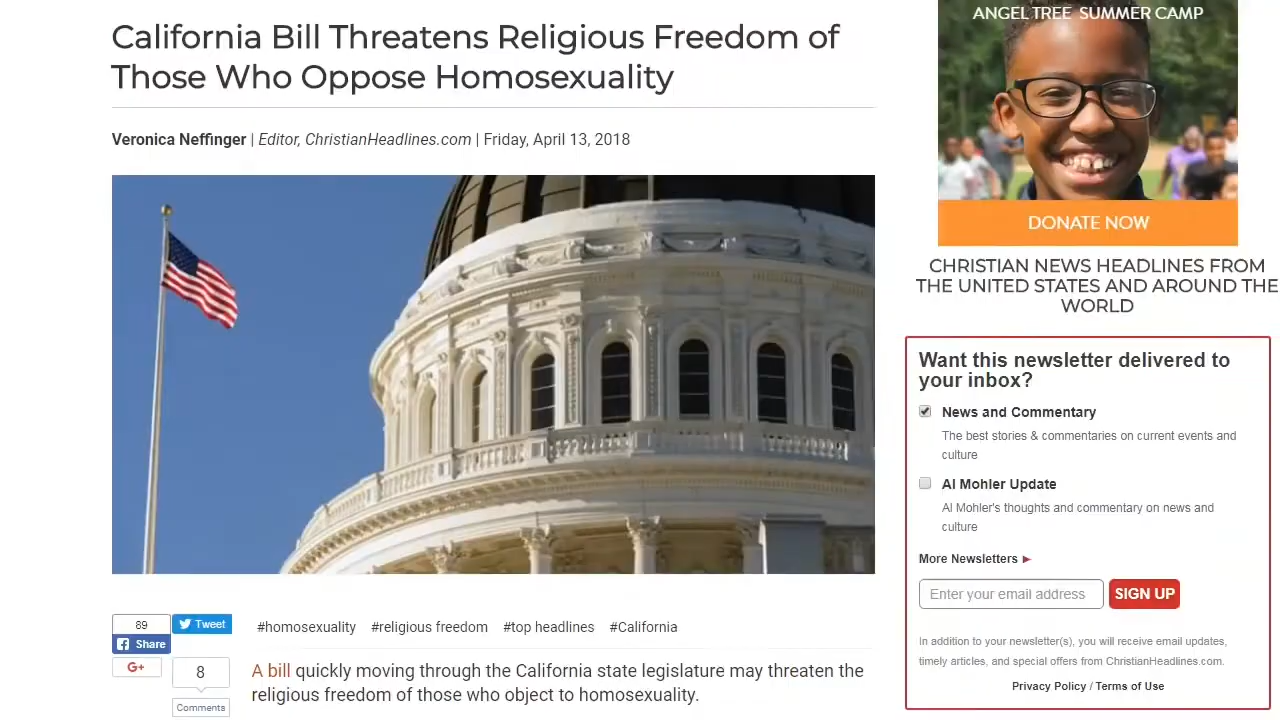 California Bill Threatens Religious Freedom of
Those Who Oppose Homosexuality
Veronica Neffinger | Editor, ChristianHeadlines.com | Friday, April 13, 2018
89
Share
Tweet
G+
8
Comments
#homosexuality #religious freedom #top headlines #California
A bill quickly moving through the California state legislature may threaten the
religious freedom of those who object to homosexuality.
ANGEL TREE SUMMER CAMP
DONATE NOW
CHRISTIAN NEWS HEADLINES FROM
THE UNITED STATES AND AROUND THE
WORLD
Want this newsletter delivered to
your inbox?
News and Commentary
The best stories & commentaries on current events and
culture
Al Mohler Update
Al Mohler's thoughts and commentary on news and
culture
More Newsletters
Enter your email address
SIGN UP
In addition to your newsletter(s), you will receive email updates,
timely articles, and special offers from ChristianHeadlines.com.
Privacy Policy / Terms of Use